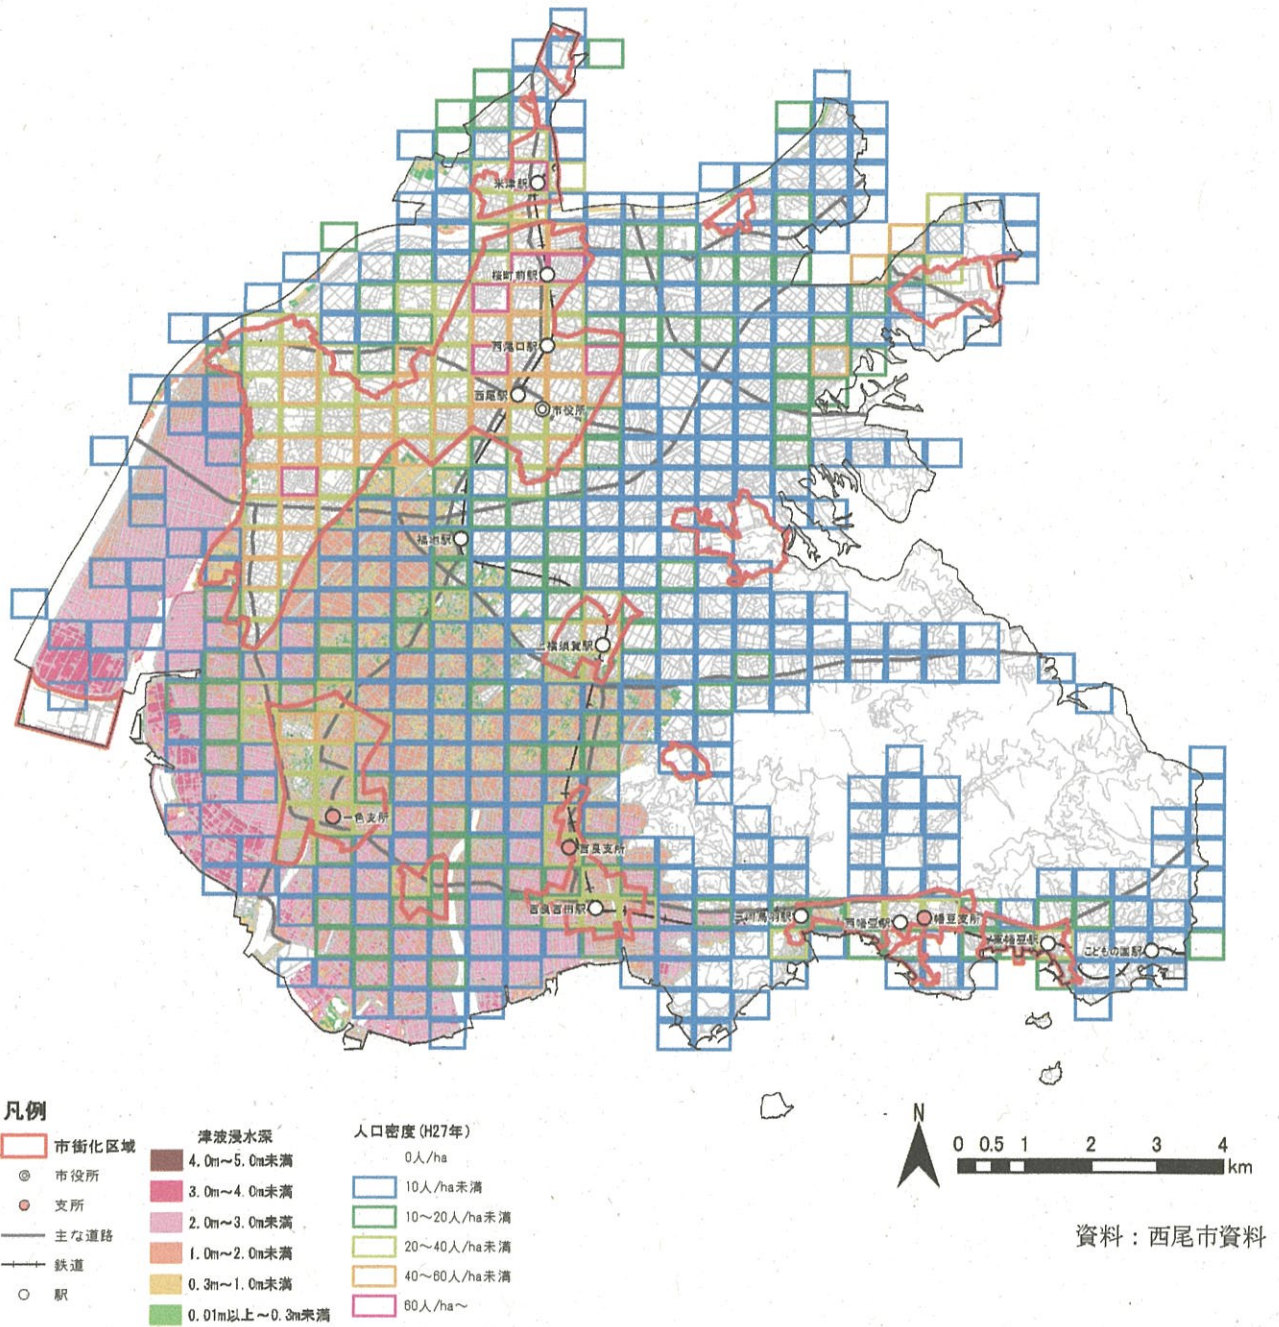 米津駅
桜町前駅
西尾口駅
西尾駅
市役所
福地駅
上横須賀駅
一色支所
吉良支所
吉良吉田駅
三河鳥羽駅
西幡豆駅
幡豆支所
東幡豆駅
こどもの国駅
凡例
市街化区域
市役所
支所
主な道路
鉄道
駅
津波浸水深
4.0m～5.0m未満
3.0m～4.0m未満
2.0m～3.0m未満
1.0m～2.0m未満
0.3m～1.0m未満
0.01m以上～0.3m未満
人口密度(H27年)
0人/ha
10人/ha未満
10～20人/ha未満
20～40人/ha未満
40～60人/ha未満
60人/ha～
N
0 0.5 1 2 3 4
km
資料：西尾市資料